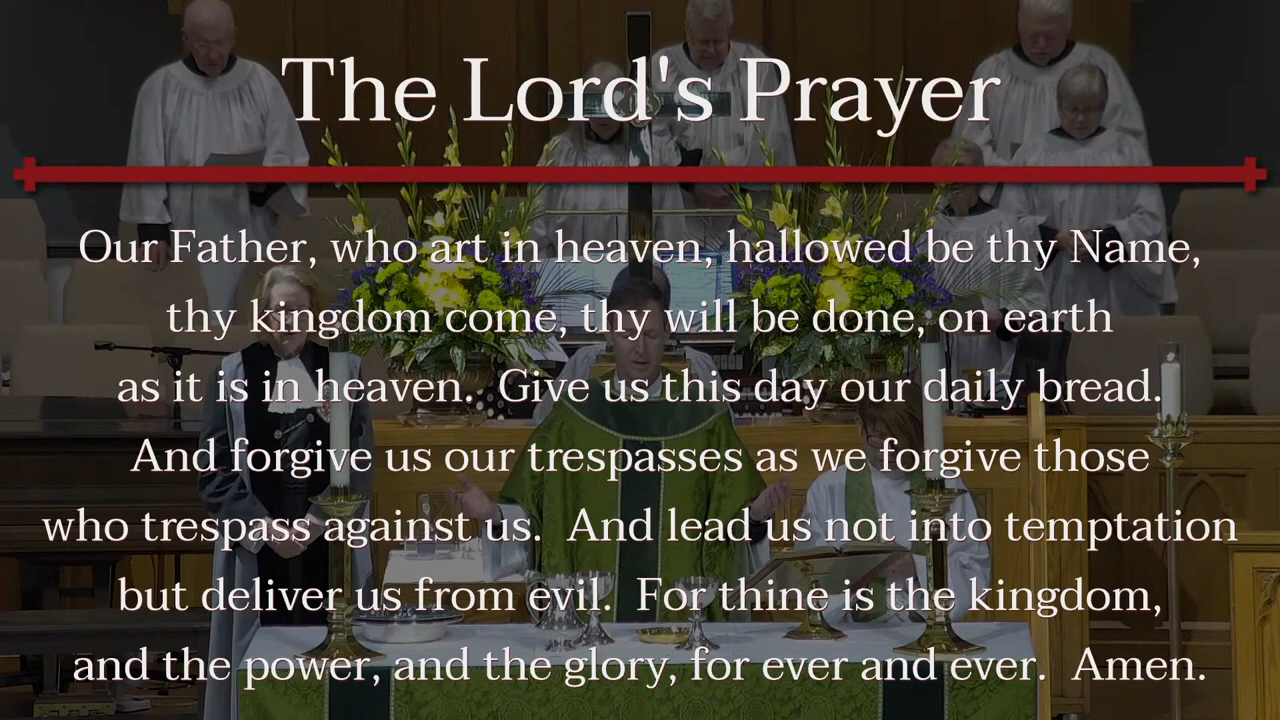 The Lord's Prayer
Our Father, who art in heaven, hallowed be thy Name,
thy kingdom come, thy will be done, on earth
as it is in heaven.  Give us this day our daily bread.
And forgive us our trespasses as we forgive those
who trespass against us.  And lead us not into temptation
but deliver us from evil.  For thine is the kingdom,
and the power, and the glory, for ever and ever.  Amen.